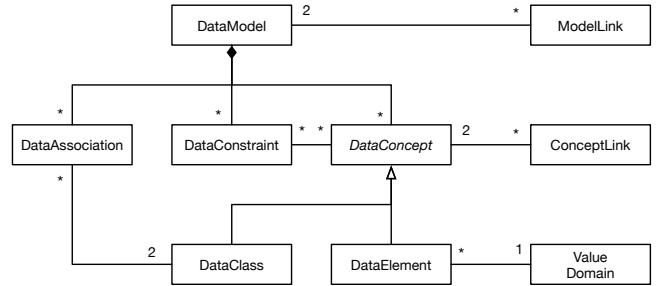 DataModel
2
*
ModelLink
*
*
*
DataAssociation
DataConstraint
* *
DataConcept
2
*
ConceptLink
*
2
DataClass
DataElement
*
1
Value
Domain